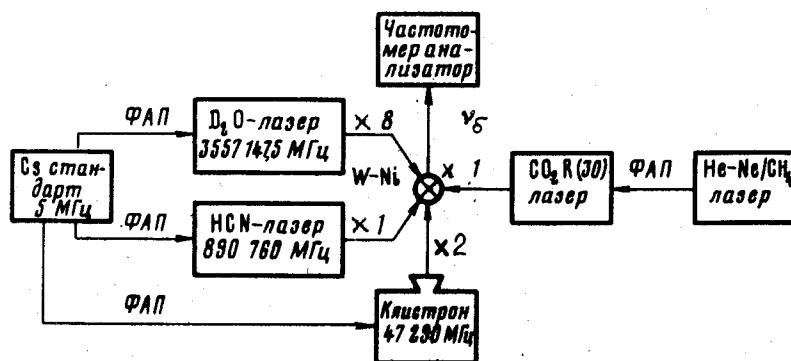 Частото-
мер ана-
лизатор
ФАП
D₂O-лазер
3557 147,5 МГц
× 8
νб
Cs стан-
дарт
5 МГц
W-Ni
× 1
CO₂ R(30)
лазер
ФАП
He-Ne/CH₄
лазер
ФАП
HCN-лазер
890 760 МГц
× 1
×2
ФАП
Клистрон
47 290 МГц